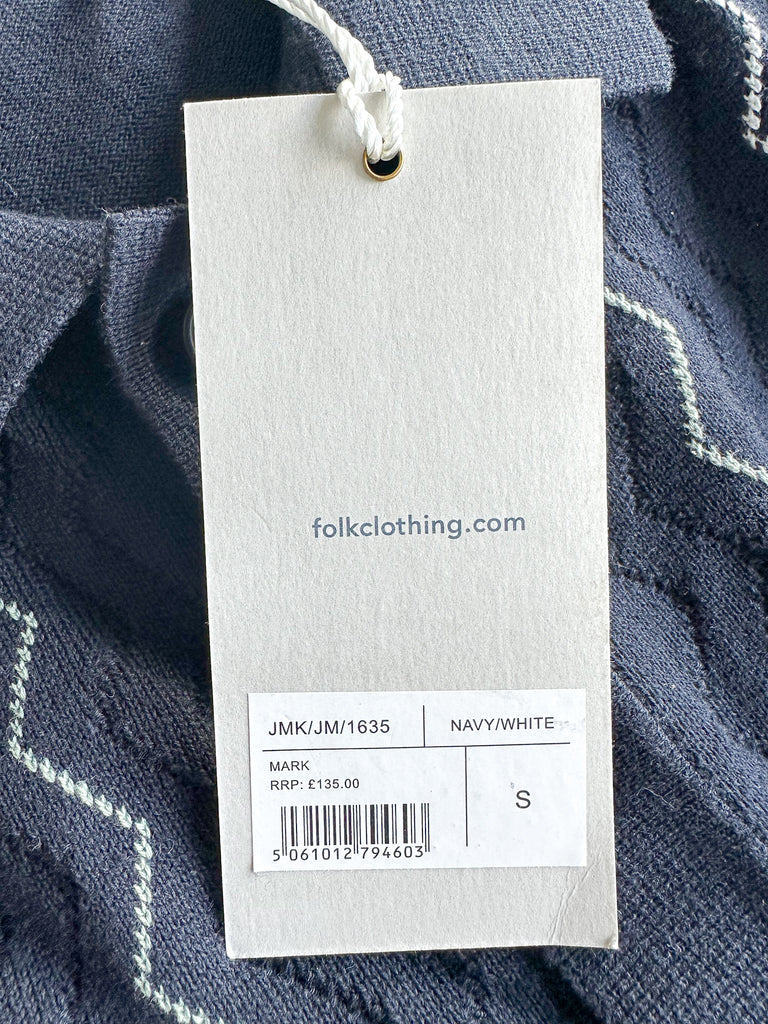 folkclothing.com
JMK/JM/1635
NAVY/WHITE
MARK
RRP: £135.00
S
5 061012 794603